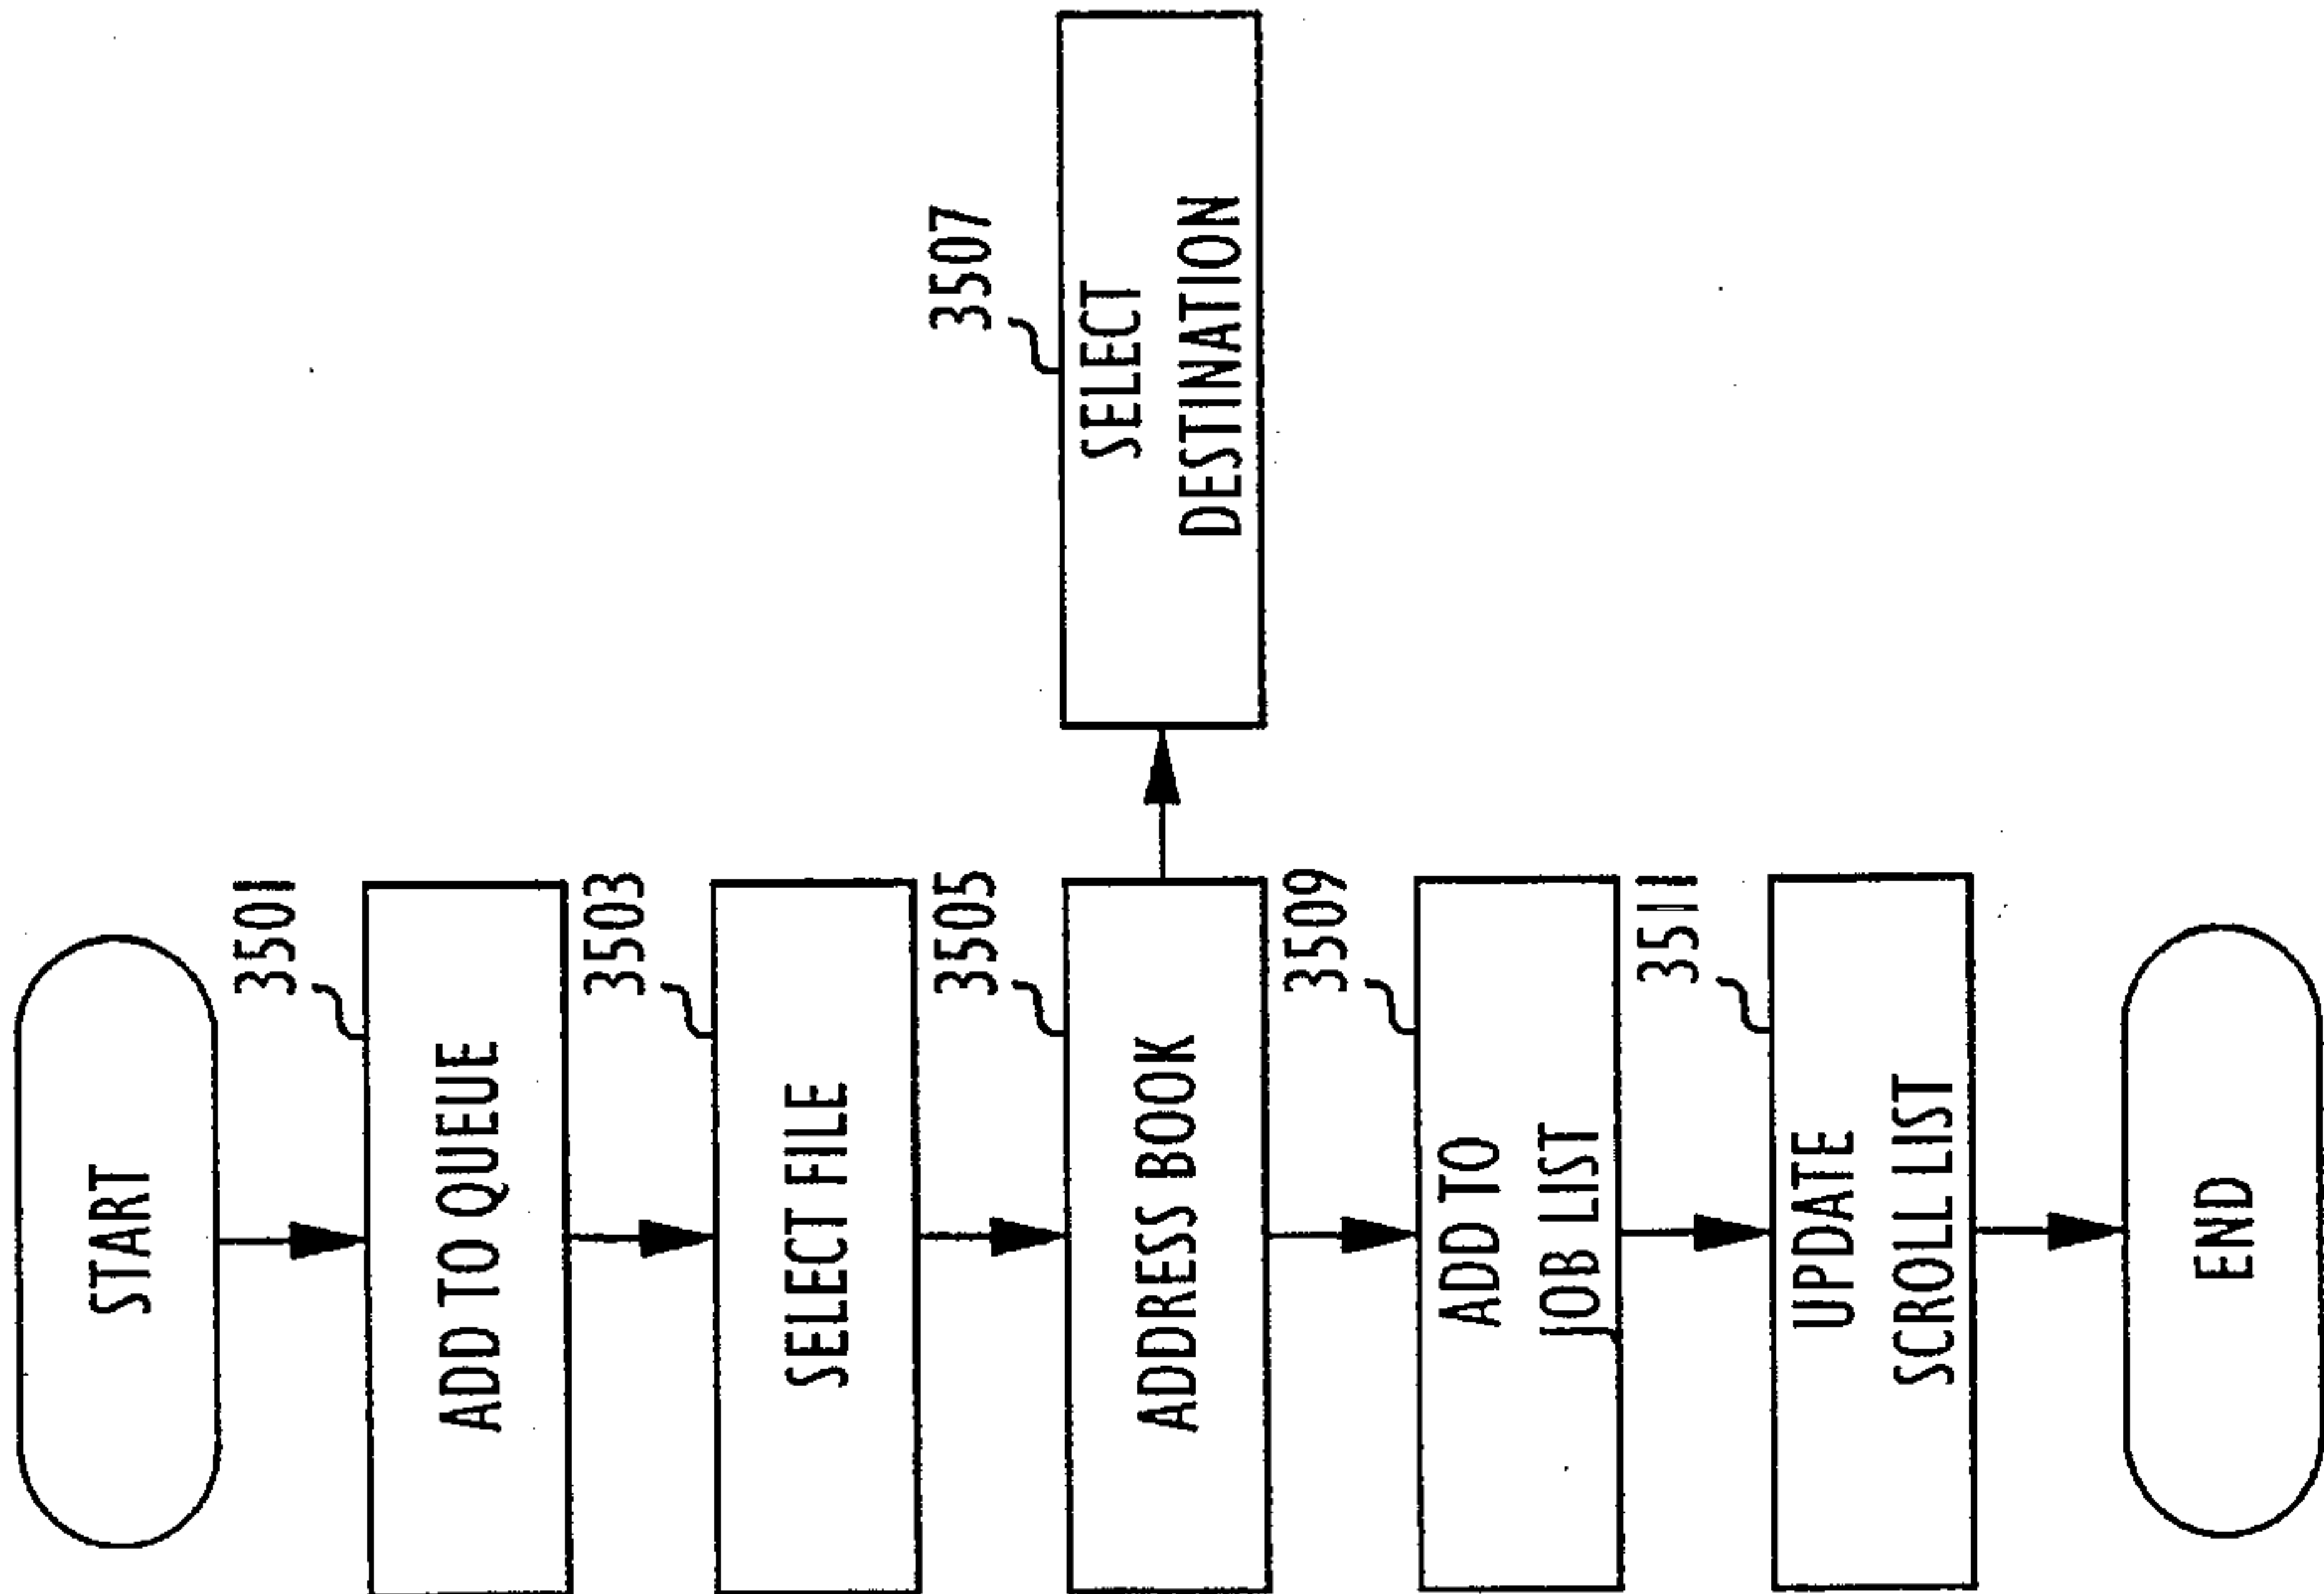 START
3501
ADD TO QUEUE
3503
SELECT FILE
3505
ADDRESS BOOK
3507
SELECT
DESTINATION
3509
ADD TO
JOB LIST
3511
UPDATE
SCROLL LIST
END